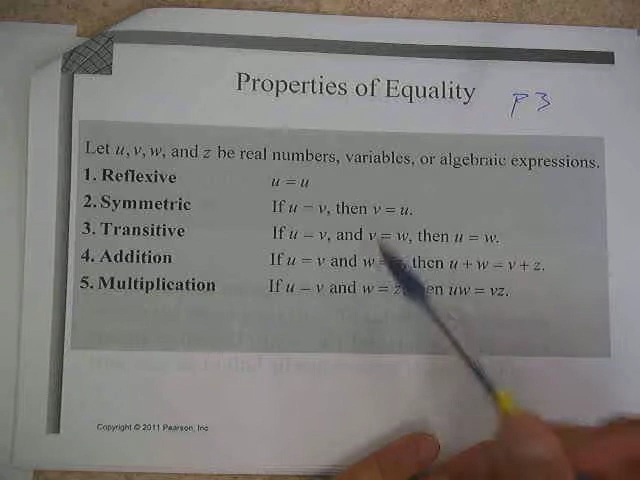 Properties of Equality
P3
Let u, v, w, and z be real numbers, variables, or algebraic expressions.
1. Reflexive u = u
2. Symmetric If u = v, then v = u.
3. Transitive If u = v, and v = w, then u = w.
4. Addition If u = v and w = then u + w = v + z.
5. Multiplication If u = v and w = z, uw = vz.
Copyright © 2011 Pearson, Inc.